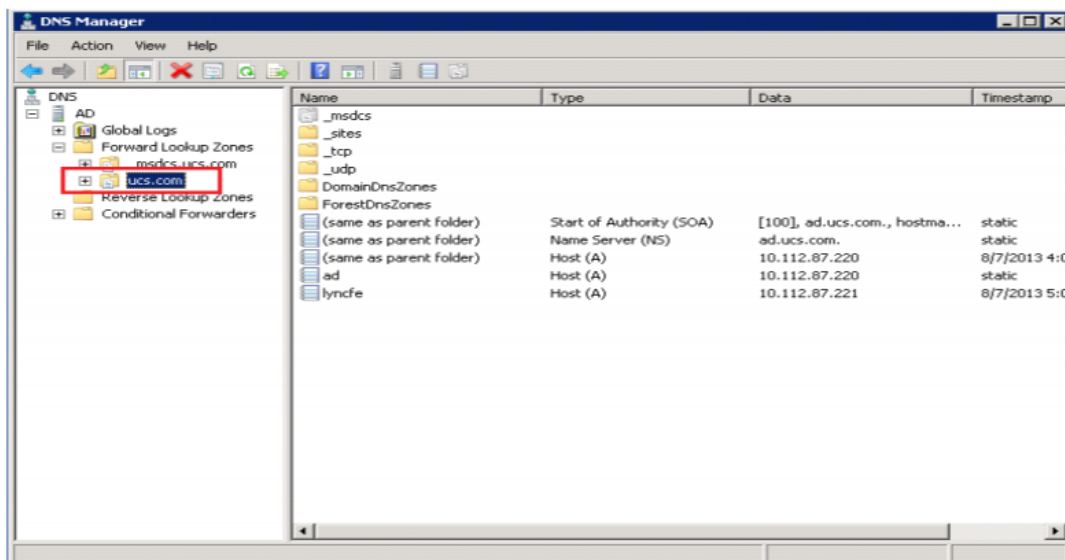 DNS Manager
File Action View Help
DNS
AD
Global Logs
Forward Lookup Zones
_msdcs.ucs.com
ucs.com
Reverse Lookup Zones
Conditional Forwarders
Name Type Data Timestamp
_msdcs
_sites
_tcp
_udp
DomainDnsZones
ForestDnsZones
(same as parent folder) Start of Authority (SOA) [100], ad.ucs.com., hostma... static
(same as parent folder) Name Server (NS) ad.ucs.com. static
(same as parent folder) Host (A) 10.112.87.220 8/7/2013 4:0
ad Host (A) 10.112.87.220 static
lyncfe Host (A) 10.112.87.221 8/7/2013 5:0